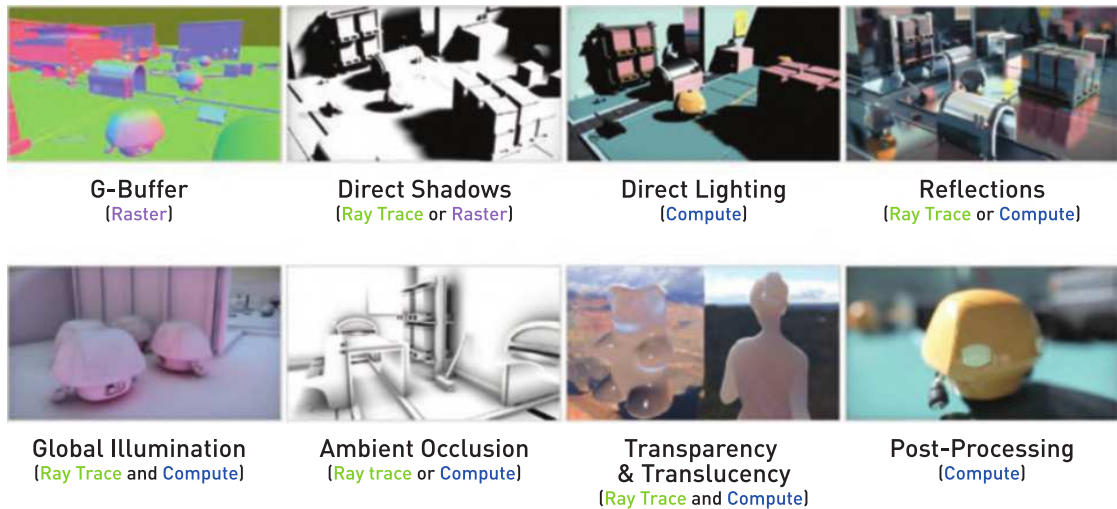 G-Buffer
(Raster)
Direct Shadows
(Ray Trace or Raster)
Direct Lighting
(Compute)
Reflections
(Ray Trace or Compute)
Global Illumination
(Ray Trace and Compute)
Ambient Occlusion
(Ray trace or Compute)
Transparency
& Translucency
(Ray Trace and Compute)
Post-Processing
(Compute)